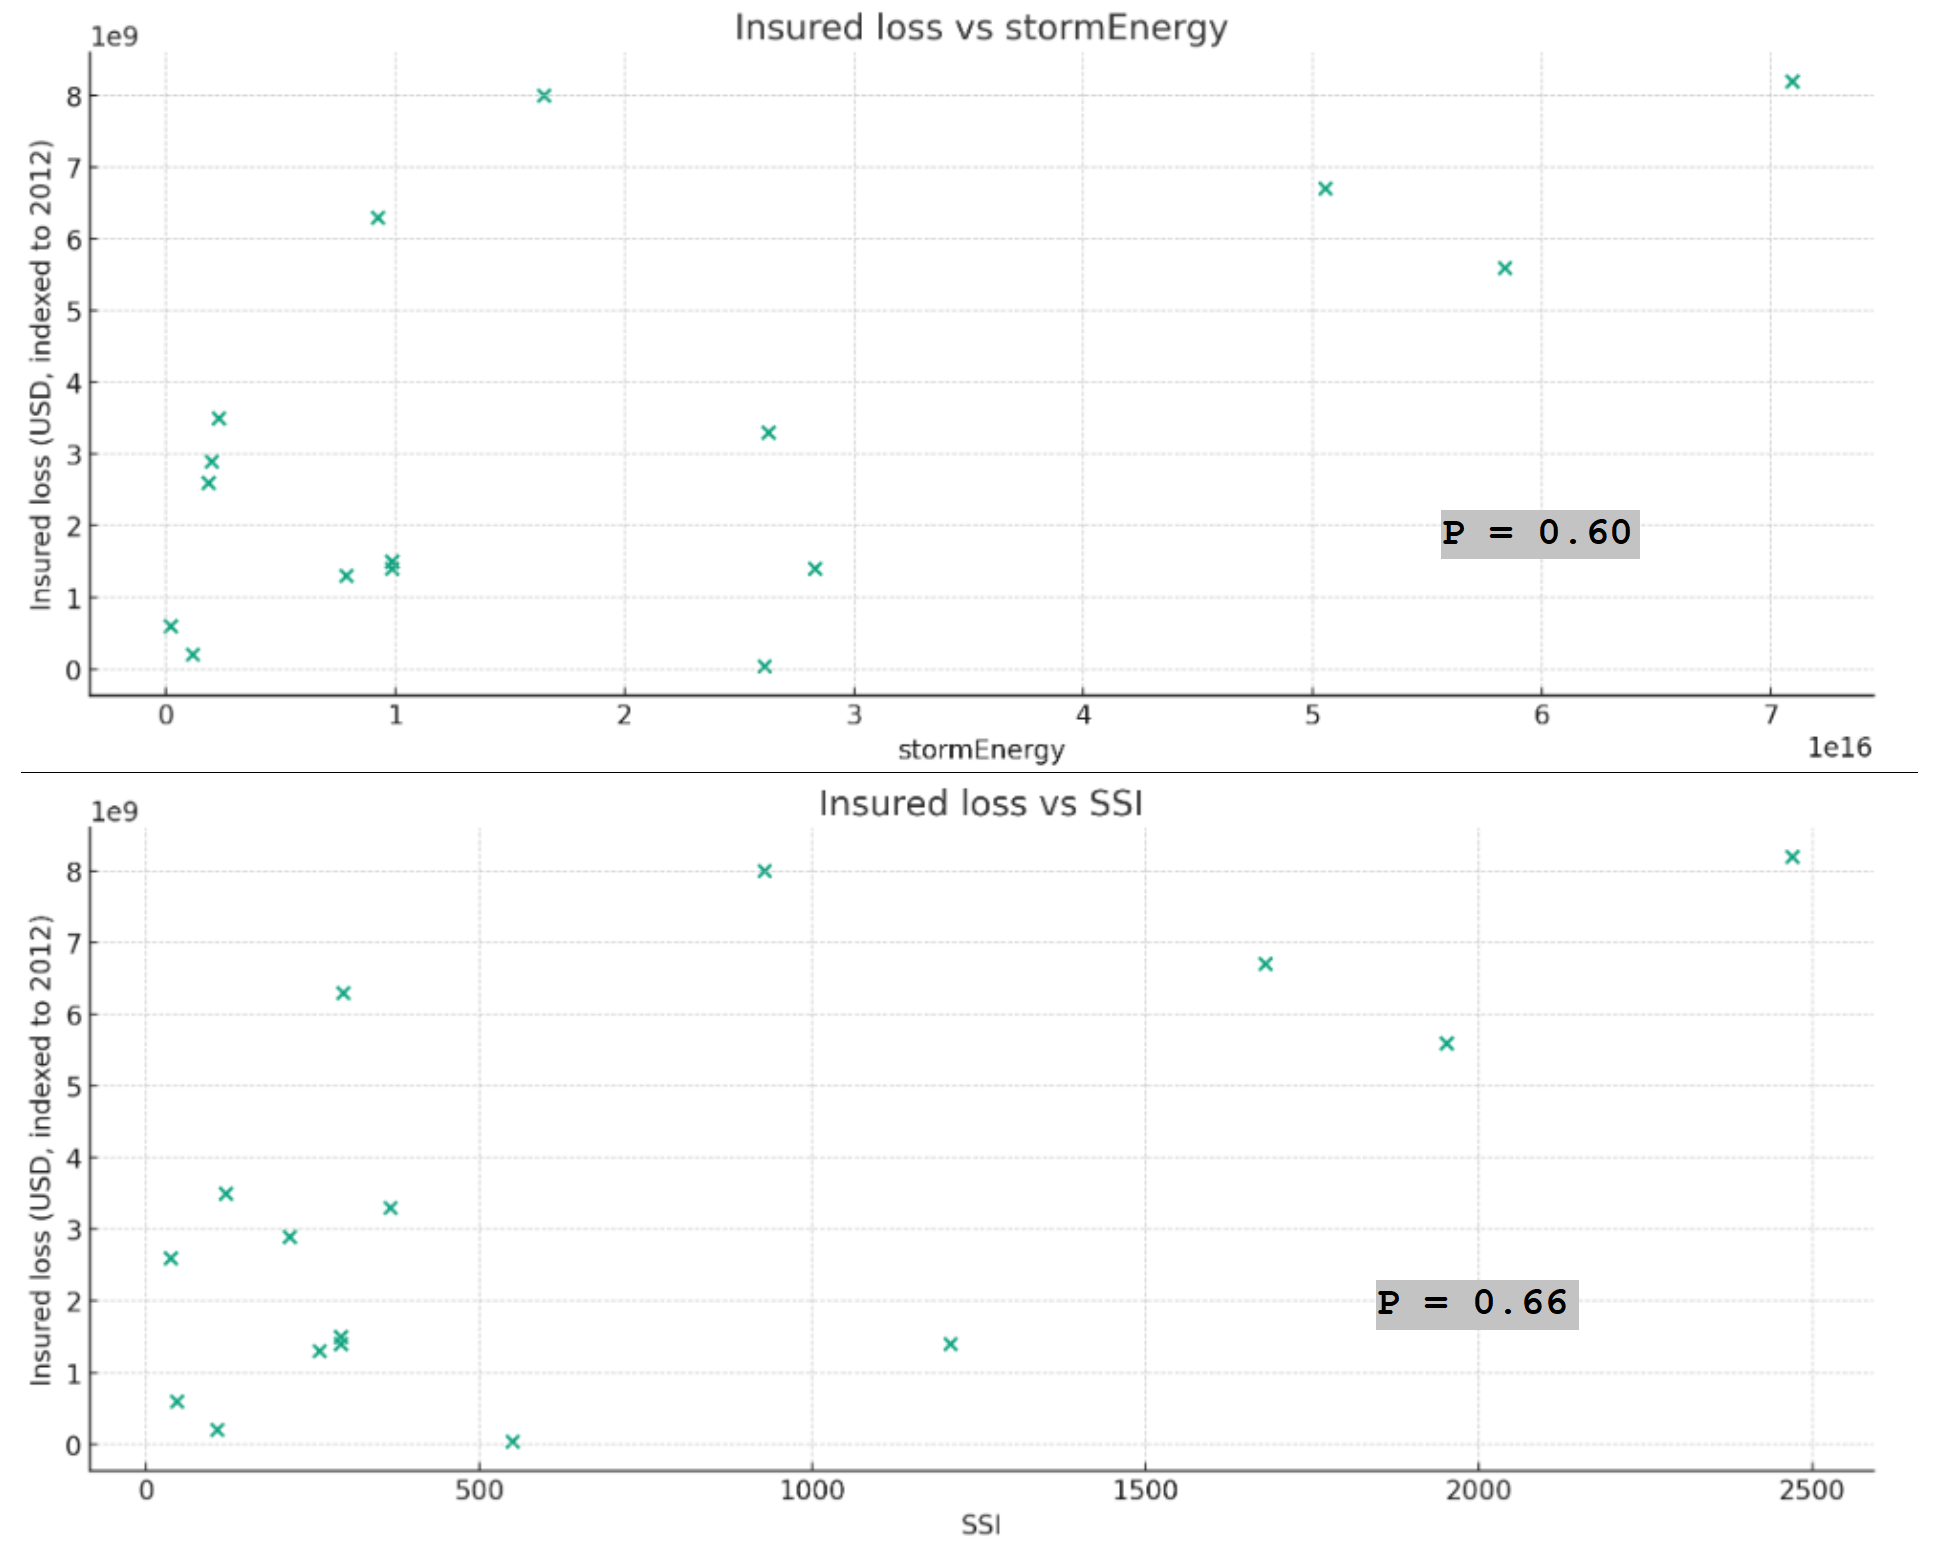 Insured loss vs stormEnergy
1e9
Insured loss (USD, indexed to 2012)
8
7
6
5
4
3
2
1
0
P = 0.60
0 1 2 3 4 5 6 7
stormEnergy
1e16
Insured loss vs SSI
1e9
Insured loss (USD, indexed to 2012)
8
7
6
5
4
3
2
1
0
P = 0.66
0 500 1000 1500 2000 2500
SSI